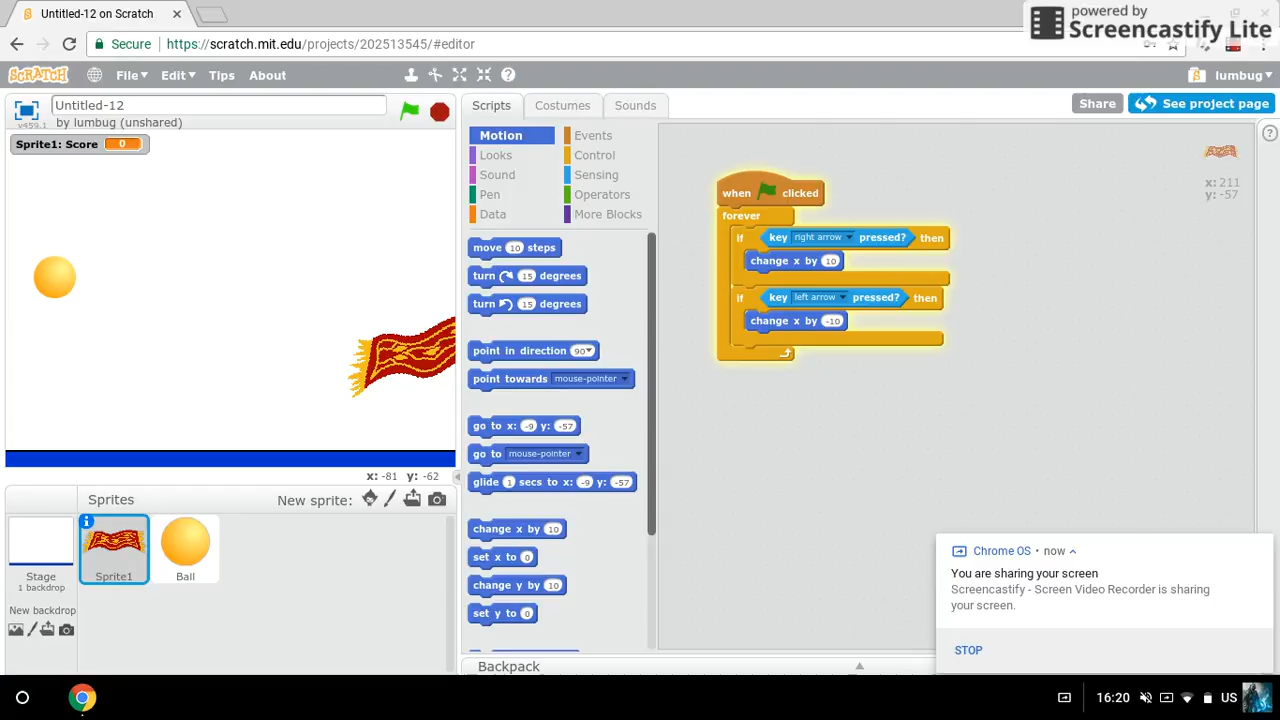 Untitled-12 on Scratch
powered by
Screencastify Lite
Secure https://scratch.mit.edu/projects/202513545/#editor
SCRATCH File Edit Tips About lumbug
Untitled-12
by lumbug (unshared)
v459.1
Scripts Costumes Sounds Share See project page
Sprite1: Score 0
Motion Events
Looks Control
Sound Sensing
Pen Operators
Data More Blocks
move 10 steps
turn 15 degrees
turn 15 degrees
point in direction 90
point towards mouse-pointer
go to x: -9 y: -57
go to mouse-pointer
glide 1 secs to x: -9 y: -57
change x by 10
set x to 0
change y by 10
set y to 0
when clicked
forever
if key right arrow pressed? then
change x by 10
if key left arrow pressed? then
change x by -10
x: 211
y: -57
?
x: -81 y: -62
Sprites New sprite:
Stage
1 backdrop
Sprite1
Ball
New backdrop
Backpack
Chrome OS • now
You are sharing your screen
Screencastify - Screen Video Recorder is sharing
your screen.
STOP
16:20 US